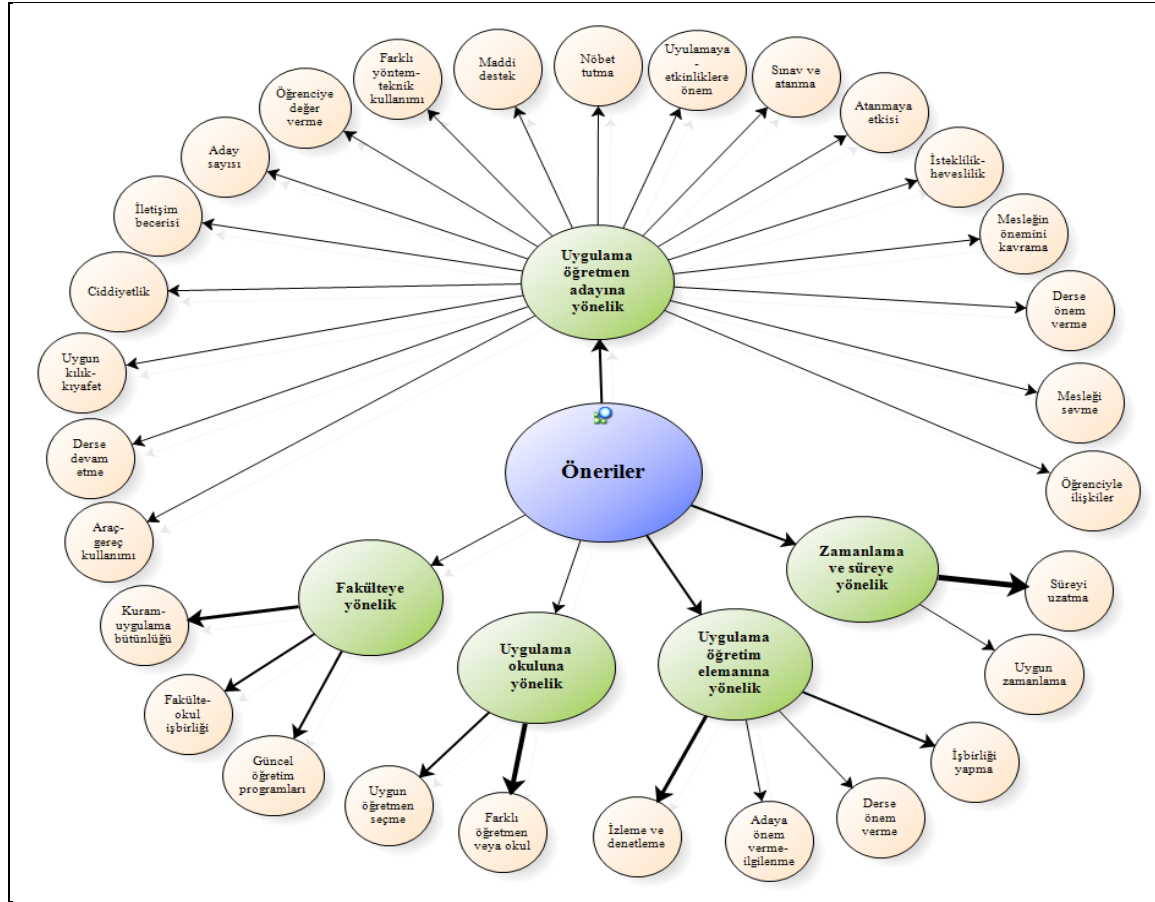 Nöbet
tutma
Maddi
destek
Farklı
yöntem-
teknik
kullanımı
Uyulamaya
-
etkinliklere
önem
Sınav ve
atanma
Öğrenciye
değer
verme
Atanmaya
etkisi
Aday
sayısı
İsteklilik-
heveslilik
İletişim
becerisi
Mesleğin
önemini
kavrama
Uygulama
öğretmen
adayına
yönelik
Ciddiyetlik
Derse
önem
verme
Uygun
kılık-
kıyafet
Mesleği
sevme
Derse
devam
etme
Öneriler
Öğrenciyle
ilişkiler
Araç-
gereç
kullanımı
Fakülteye
yönelik
Zamanlama
ve süreye
yönelik
Kuram-
uygulama
bütünlüğü
Süreyi
uzatma
Uygulama
okuluna
yönelik
Uygulama
öğretim
elemanına
yönelik
Uygun
zamanlama
Fakülte-
okul
işbirliği
Güncel
öğretim
programları
Uygun
öğretmen
seçme
Farklı
öğretmen
veya okul
İzleme ve
denetleme
Adaya
önem
verme-
ilgilenme
Derse
önem
verme
İşbirliği
yapma